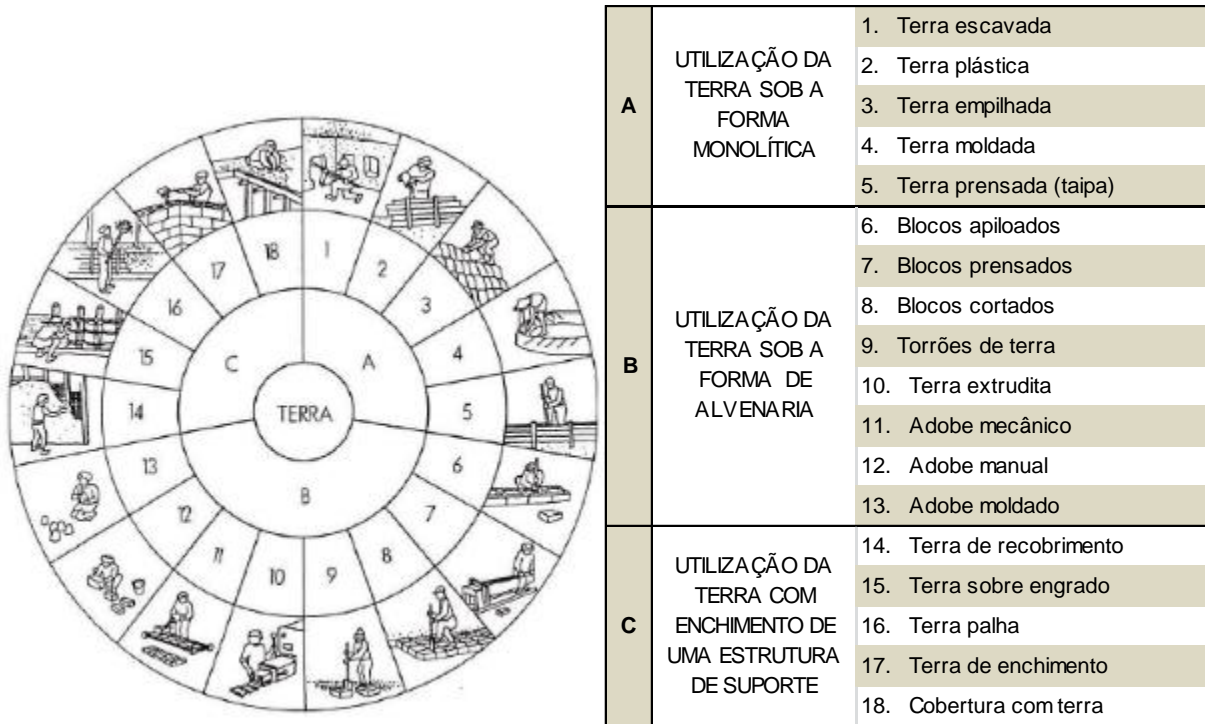 18
1
17
2
16
3
15
C
A
4
14
TERRA
5
13
6
B
12
7
11
10
9
8
A
UTILIZAÇÃO DA
TERRA SOB A
FORMA
MONOLÍTICA
1. Terra escavada
2. Terra plástica
3. Terra empilhada
4. Terra moldada
5. Terra prensada (taipa)
B
UTILIZAÇÃO DA
TERRA SOB A
FORMA DE
ALVENARIA
6. Blocos apiloados
7. Blocos prensados
8. Blocos cortados
9. Torrões de terra
10. Terra extrudita
11. Adobe mecânico
12. Adobe manual
13. Adobe moldado
C
UTILIZAÇÃO DA
TERRA COM
ENCHIMENTO DE
UMA ESTRUTURA
DE SUPORTE
14. Terra de recobrimento
15. Terra sobre engrado
16. Terra palha
17. Terra de enchimento
18. Cobertura com terra